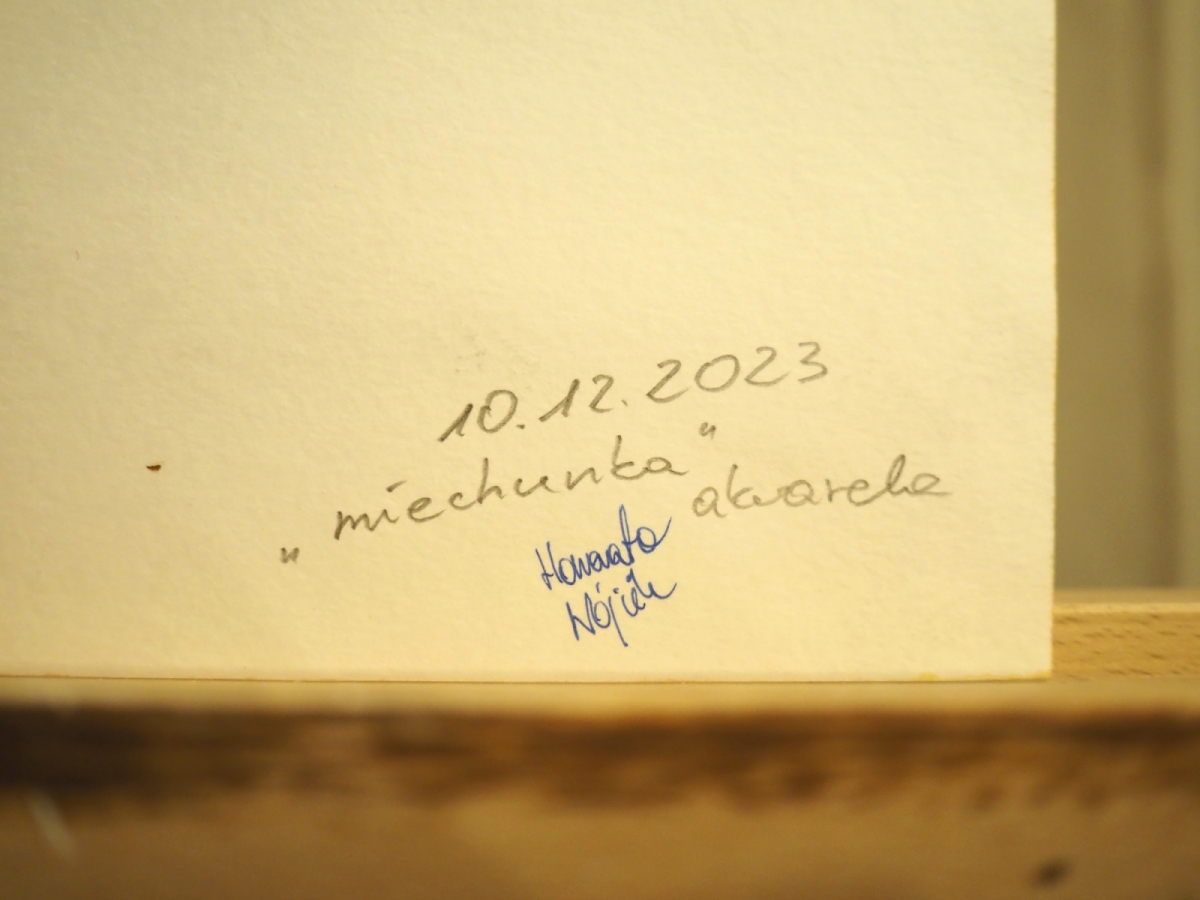 10.12.2023
„miechunka”
akwarela
Honorata
Wójcik